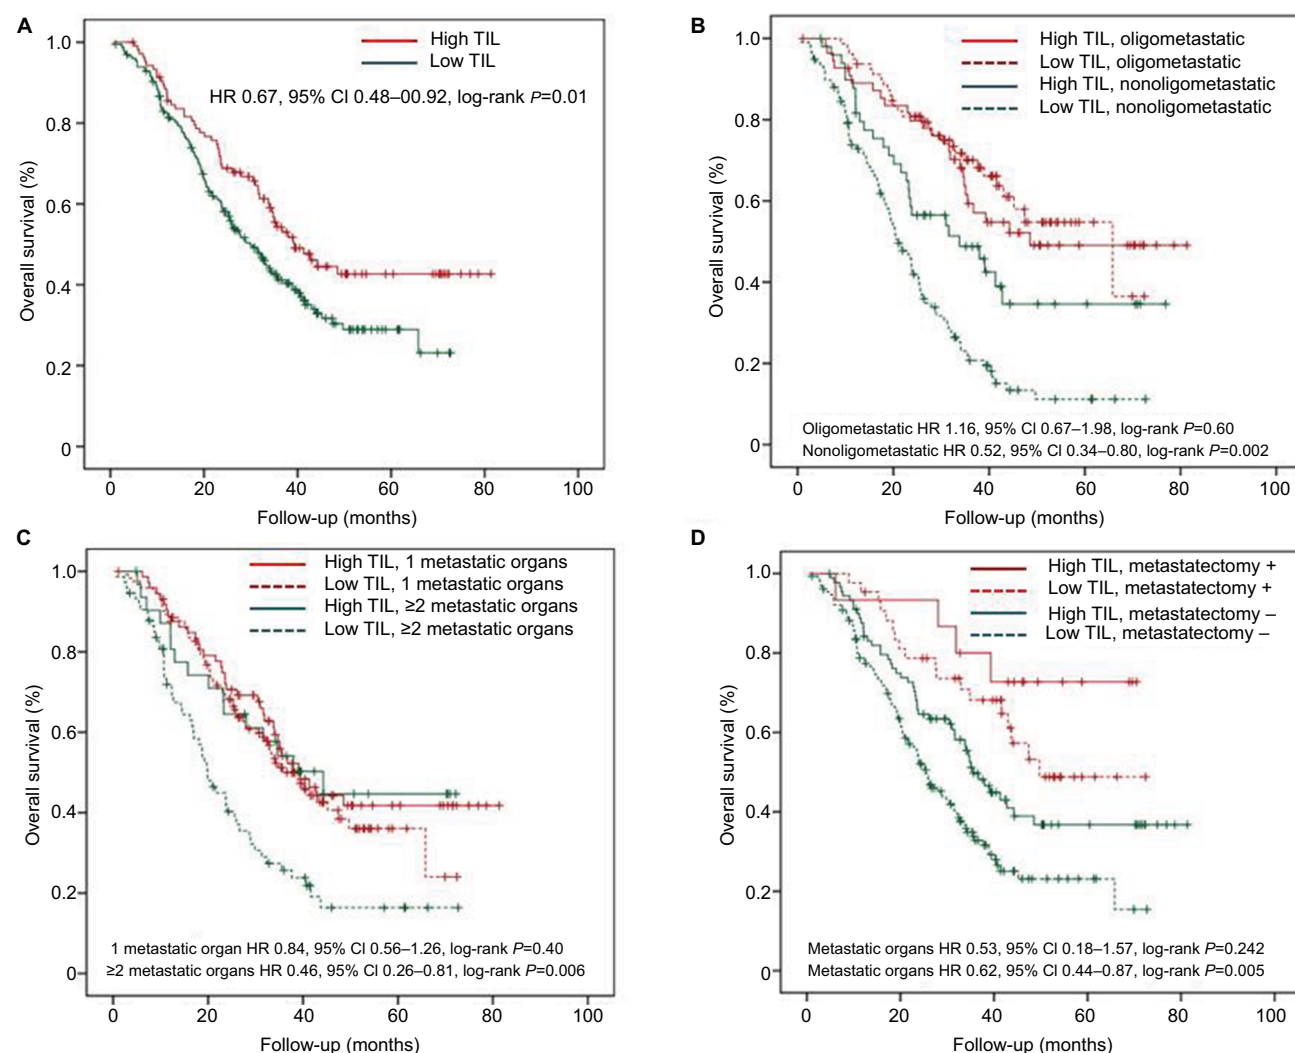 A
High TIL
Low TIL
HR 0.67, 95% CI 0.48–00.92, log-rank P=0.01
Overall survival (%)
1.0
0.8
0.6
0.4
0.2
0
0 20 40 60 80 100
Follow-up (months)
B
High TIL, oligometastatic
Low TIL, oligometastatic
High TIL, nonoligometastatic
Low TIL, nonoligometastatic
Overall survival (%)
1.0
0.8
0.6
0.4
0.2
0
Oligometastatic HR 1.16, 95% CI 0.67–1.98, log-rank P=0.60
Nonoligometastatic HR 0.52, 95% CI 0.34–0.80, log-rank P=0.002
0 20 40 60 80 100
Follow-up (months)
C
High TIL, 1 metastatic organs
Low TIL, 1 metastatic organs
High TIL, ≥2 metastatic organs
Low TIL, ≥2 metastatic organs
Overall survival (%)
1.0
0.8
0.6
0.4
0.2
0
1 metastatic organ HR 0.84, 95% CI 0.56–1.26, log-rank P=0.40
≥2 metastatic organs HR 0.46, 95% CI 0.26–0.81, log-rank P=0.006
0 20 40 60 80 100
Follow-up (months)
D
High TIL, metastatectomy +
Low TIL, metastatectomy +
High TIL, metastatectomy –
Low TIL, metastatectomy –
Overall survival (%)
1.0
0.8
0.6
0.4
0.2
0
Metastatic organs HR 0.53, 95% CI 0.18–1.57, log-rank P=0.242
Metastatic organs HR 0.62, 95% CI 0.44–0.87, log-rank P=0.005
0 20 40 60 80 100
Follow-up (months)